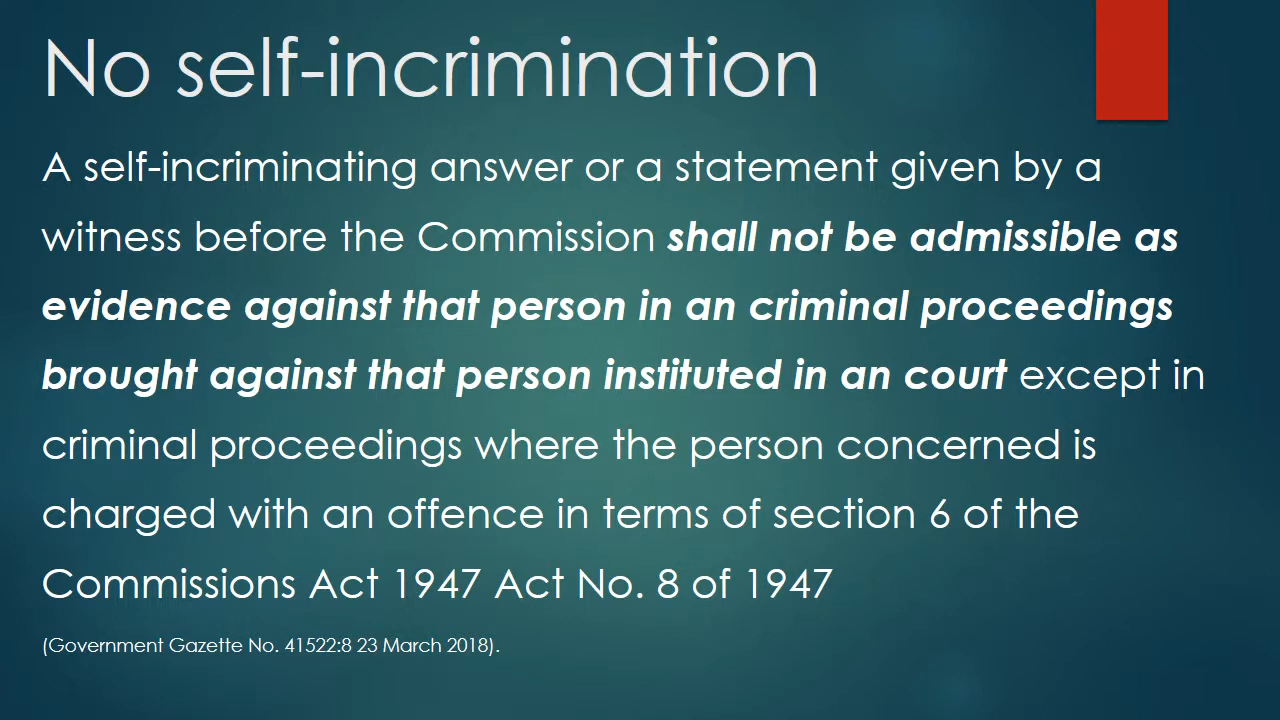 No self-incrimination
A self-incriminating answer or a statement given by a
witness before the Commission shall not be admissible as
evidence against that person in an criminal proceedings
brought against that person instituted in an court except in
criminal proceedings where the person concerned is
charged with an offence in terms of section 6 of the
Commissions Act 1947 Act No. 8 of 1947
(Government Gazette No. 41522:8 23 March 2018).